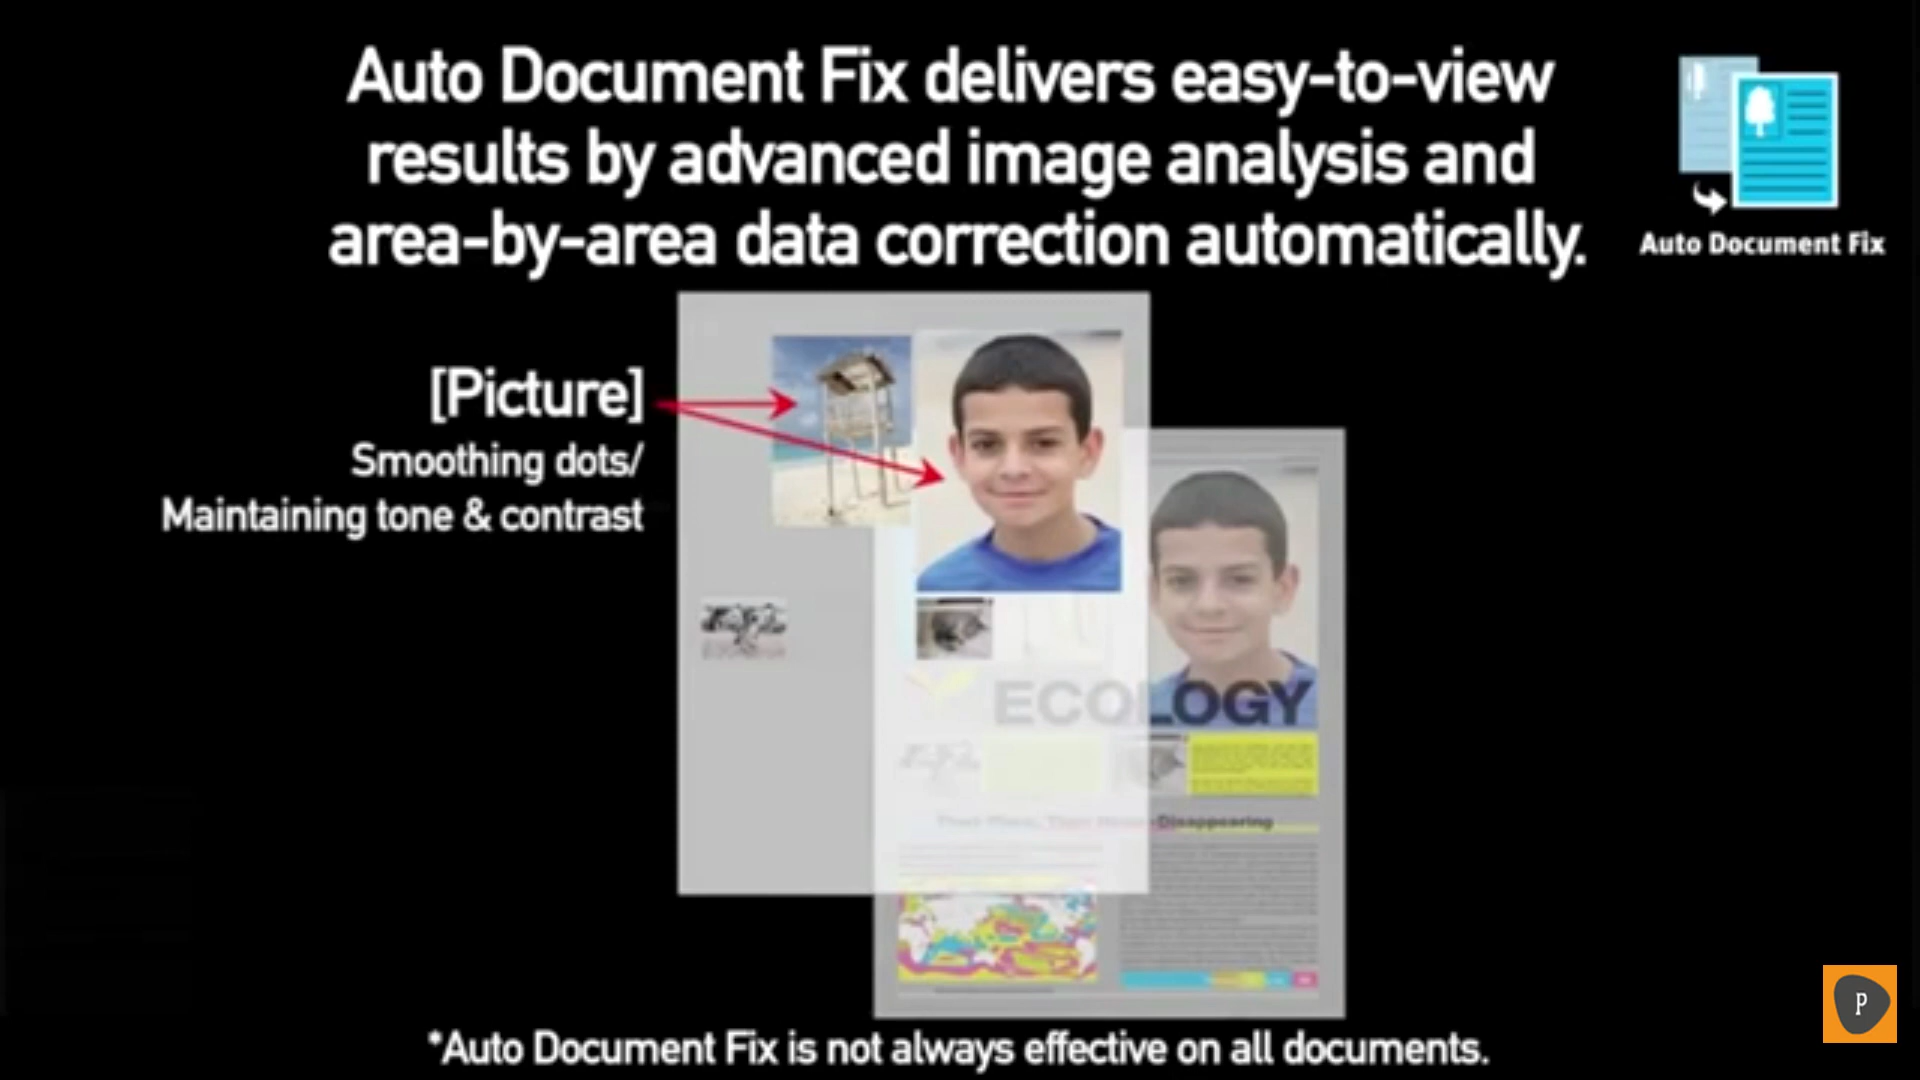 Auto Document Fix delivers easy-to-view
results by advanced image analysis and
area-by-area data correction automatically.
Auto Document Fix
[Picture]
Smoothing dots/
Maintaining tone & contrast
ECOLOGY
Disappearing
P
*Auto Document Fix is not always effective on all documents.